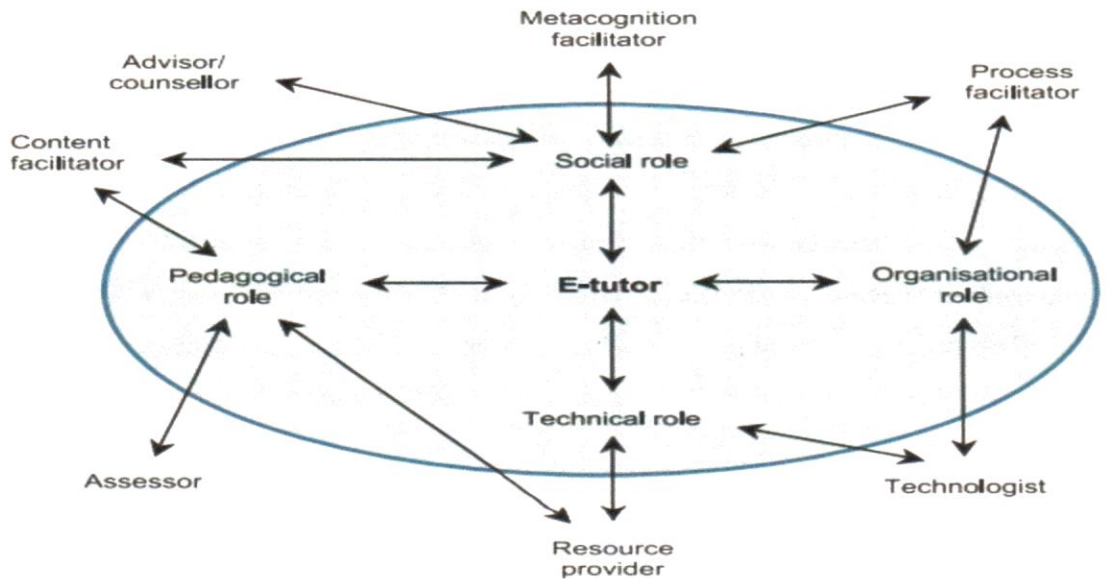 Metacognition
facilitator
Advisor/
counsellor
Process
facilitator
Content
facilitator
Social role
Pedagogical
role
E-tutor
Organisational
role
Technical role
Assessor
Technologist
Resource
provider